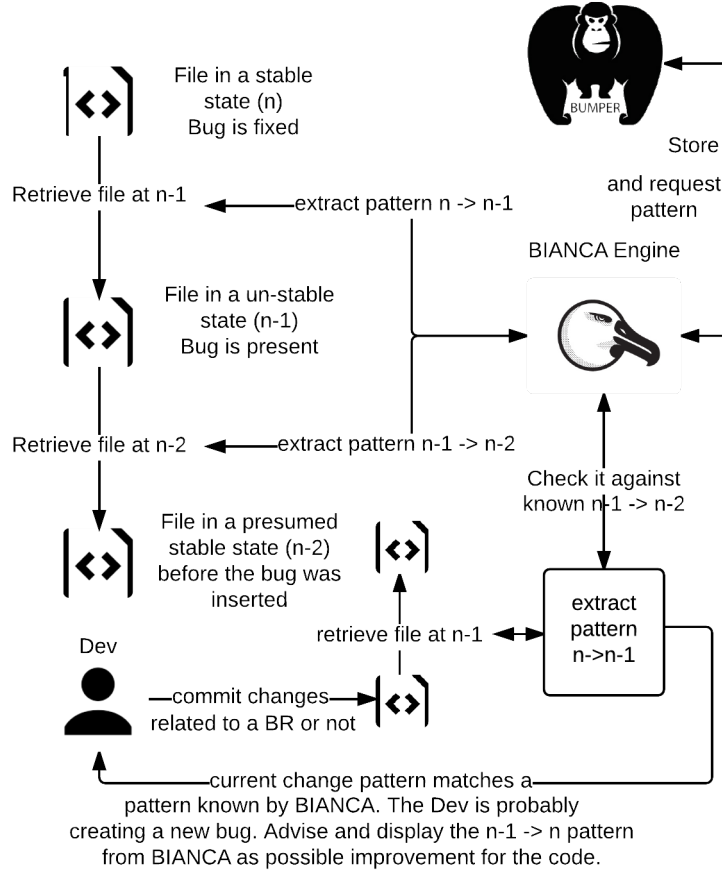 BUMPER
File in a stable
state (n)
Bug is fixed
Store
and request
pattern
Retrieve file at n-1
extract pattern n -> n-1
BIANCA Engine
File in a un-stable
state (n-1)
Bug is present
Retrieve file at n-2
extract pattern n-1 -> n-2
Check it against
known n-1 -> n-2
File in a presumed
stable state (n-2)
before the bug was
inserted
extract
pattern
n->n-1
retrieve file at n-1
Dev
commit changes
related to a BR or not
current change pattern matches a
pattern known by BIANCA. The Dev is probably
creating a new bug. Advise and display the n-1 -> n pattern
from BIANCA as possible improvement for the code.